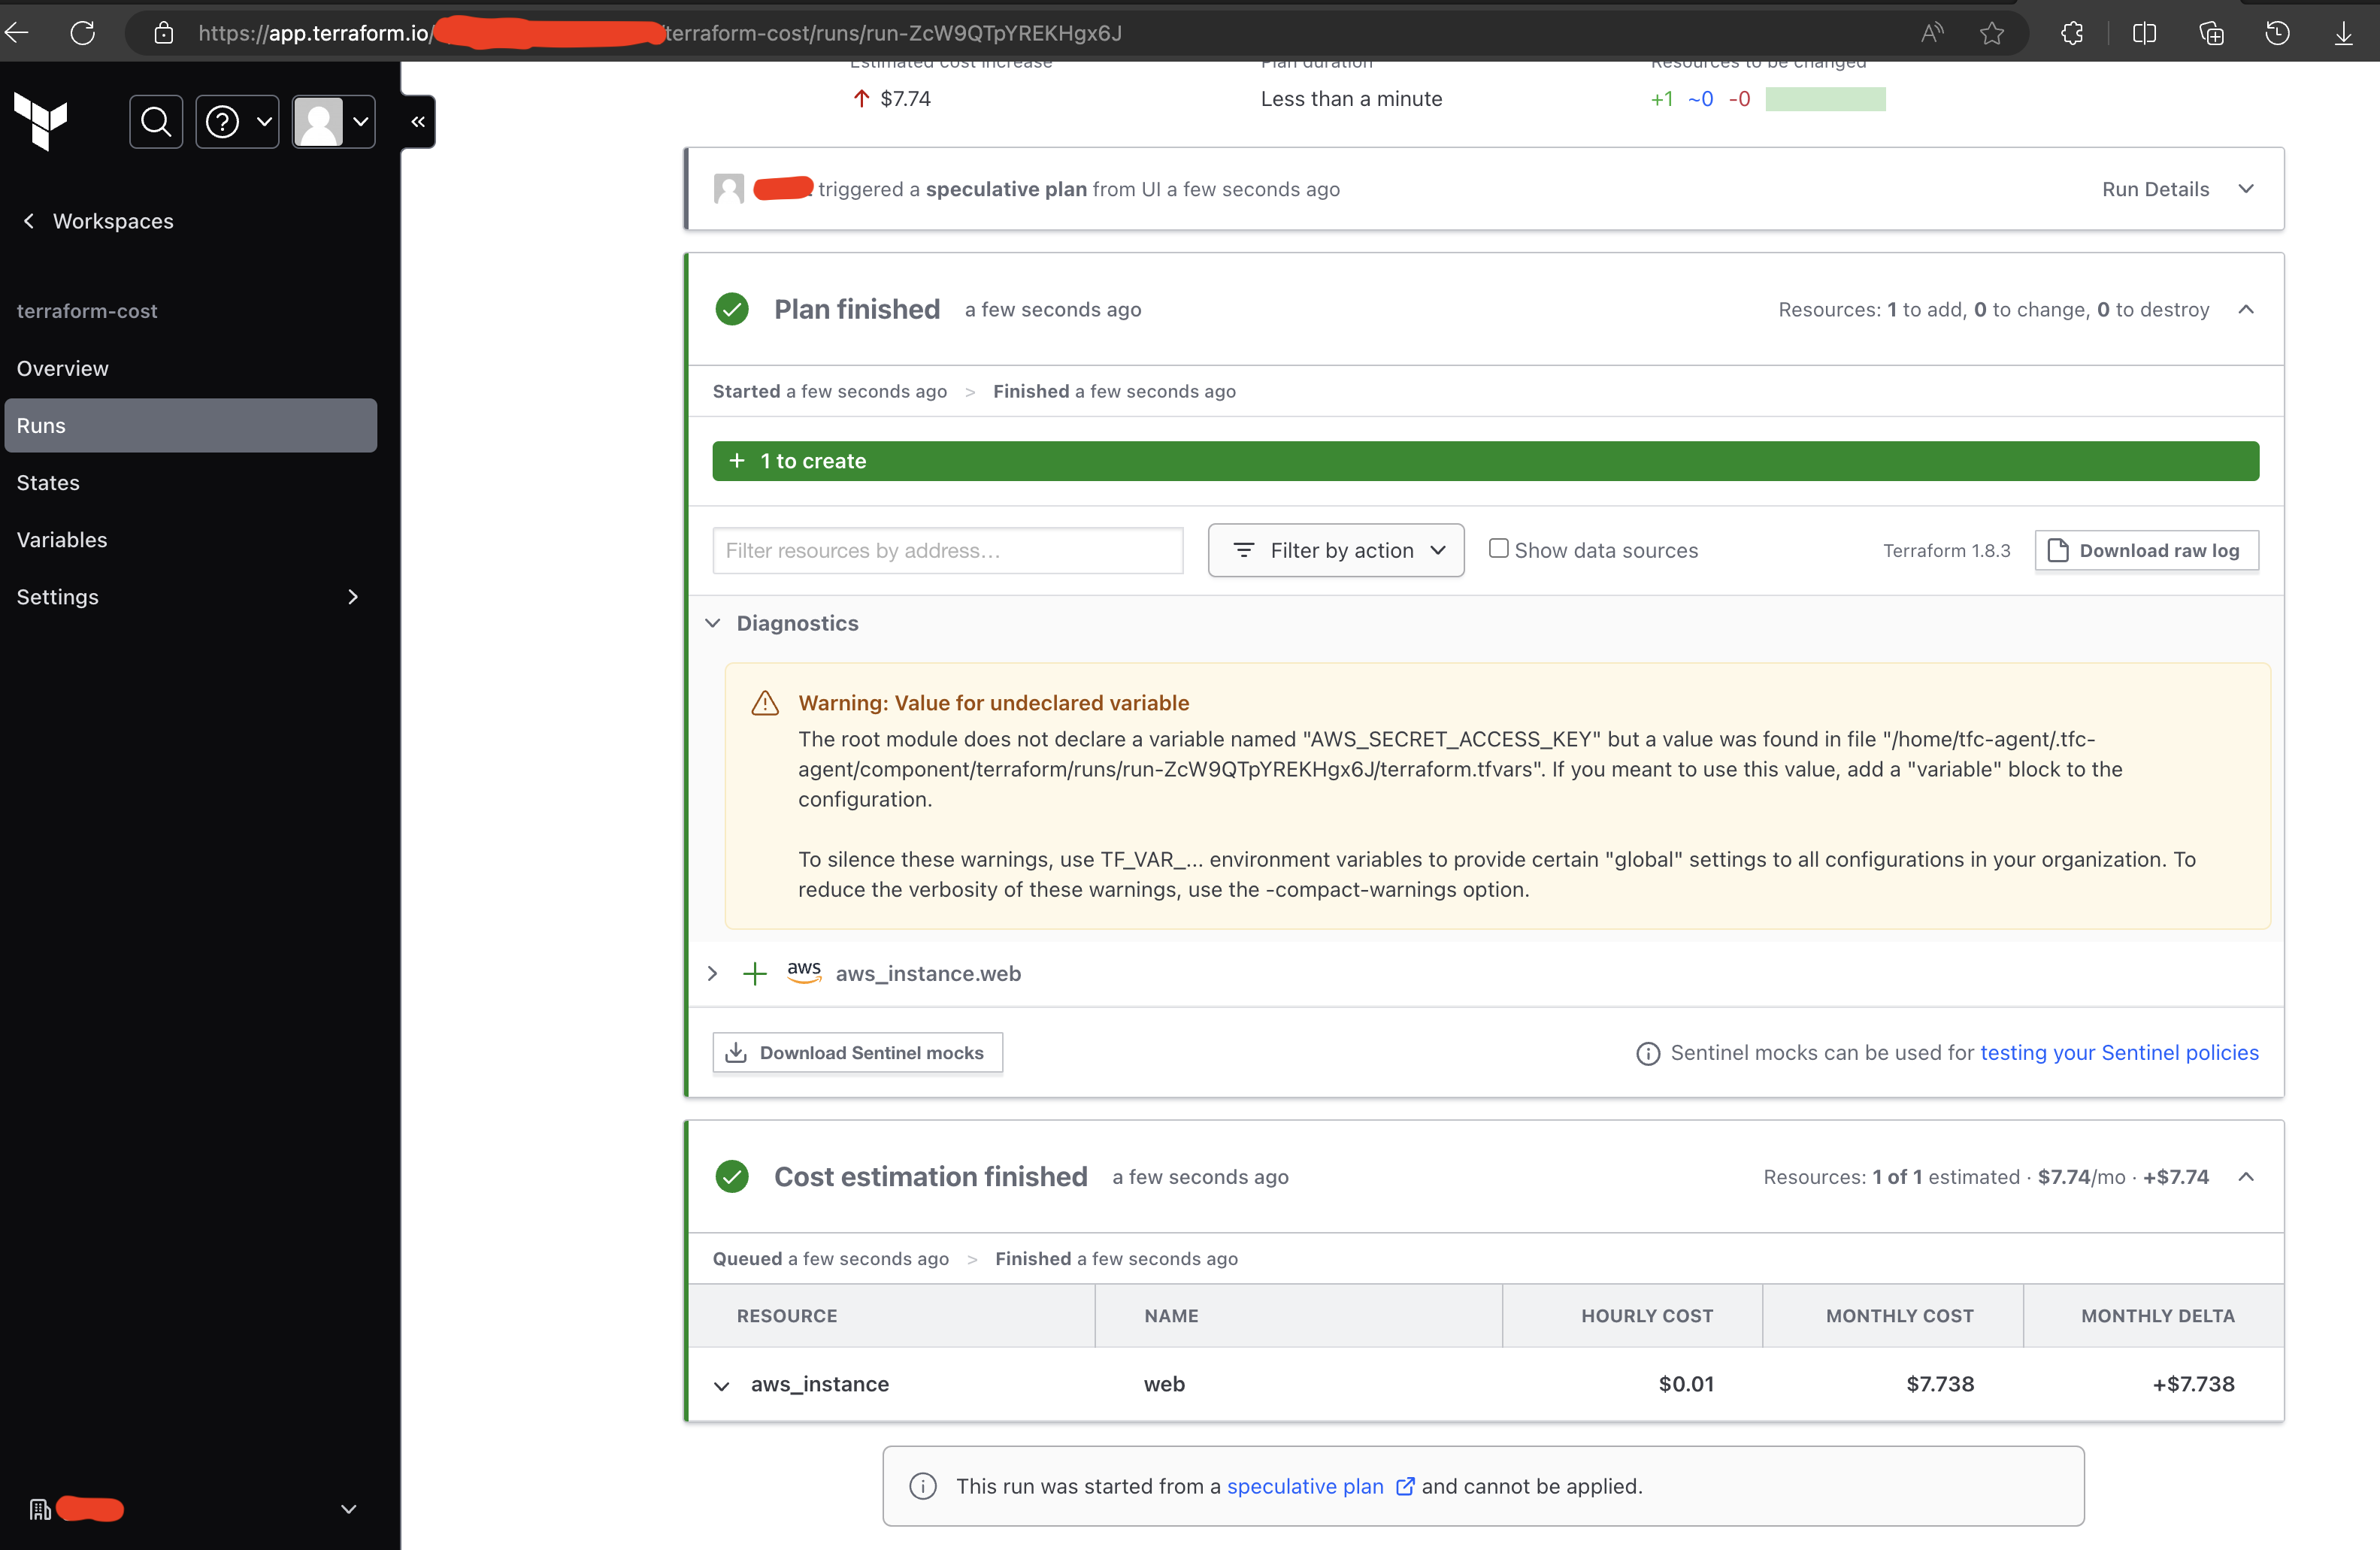 https://app.terraform.io/
terraform-cost/runs/run-ZcW9QTpYREKHgx6J
Estimated cost increase
Plan duration
Resources to be changed
$7.74
Less than a minute
+1 ~0 -0
Workspaces
terraform-cost
Overview
Runs
States
Variables
Settings
triggered a speculative plan from UI a few seconds ago
Run Details
Plan finished a few seconds ago
Resources: 1 to add, 0 to change, 0 to destroy
Started a few seconds ago > Finished a few seconds ago
+ 1 to create
Filter resources by address...
Filter by action
Show data sources
Terraform 1.8.3
Download raw log
Diagnostics
Warning: Value for undeclared variable
The root module does not declare a variable named "AWS_SECRET_ACCESS_KEY" but a value was found in file "/home/tfc-agent/.tfc-
agent/component/terraform/runs/run-ZcW9QTpYREKHgx6J/terraform.tfvars". If you meant to use this value, add a "variable" block to the
configuration.
To silence these warnings, use TF_VAR_... environment variables to provide certain "global" settings to all configurations in your organization. To
reduce the verbosity of these warnings, use the -compact-warnings option.
aws aws_instance.web
Download Sentinel mocks
Sentinel mocks can be used for testing your Sentinel policies
Cost estimation finished a few seconds ago
Resources: 1 of 1 estimated · $7.74/mo · +$7.74
Queued a few seconds ago > Finished a few seconds ago
RESOURCE NAME HOURLY COST MONTHLY COST MONTHLY DELTA
aws_instance web $0.01 $7.738 +$7.738
This run was started from a speculative plan and cannot be applied.